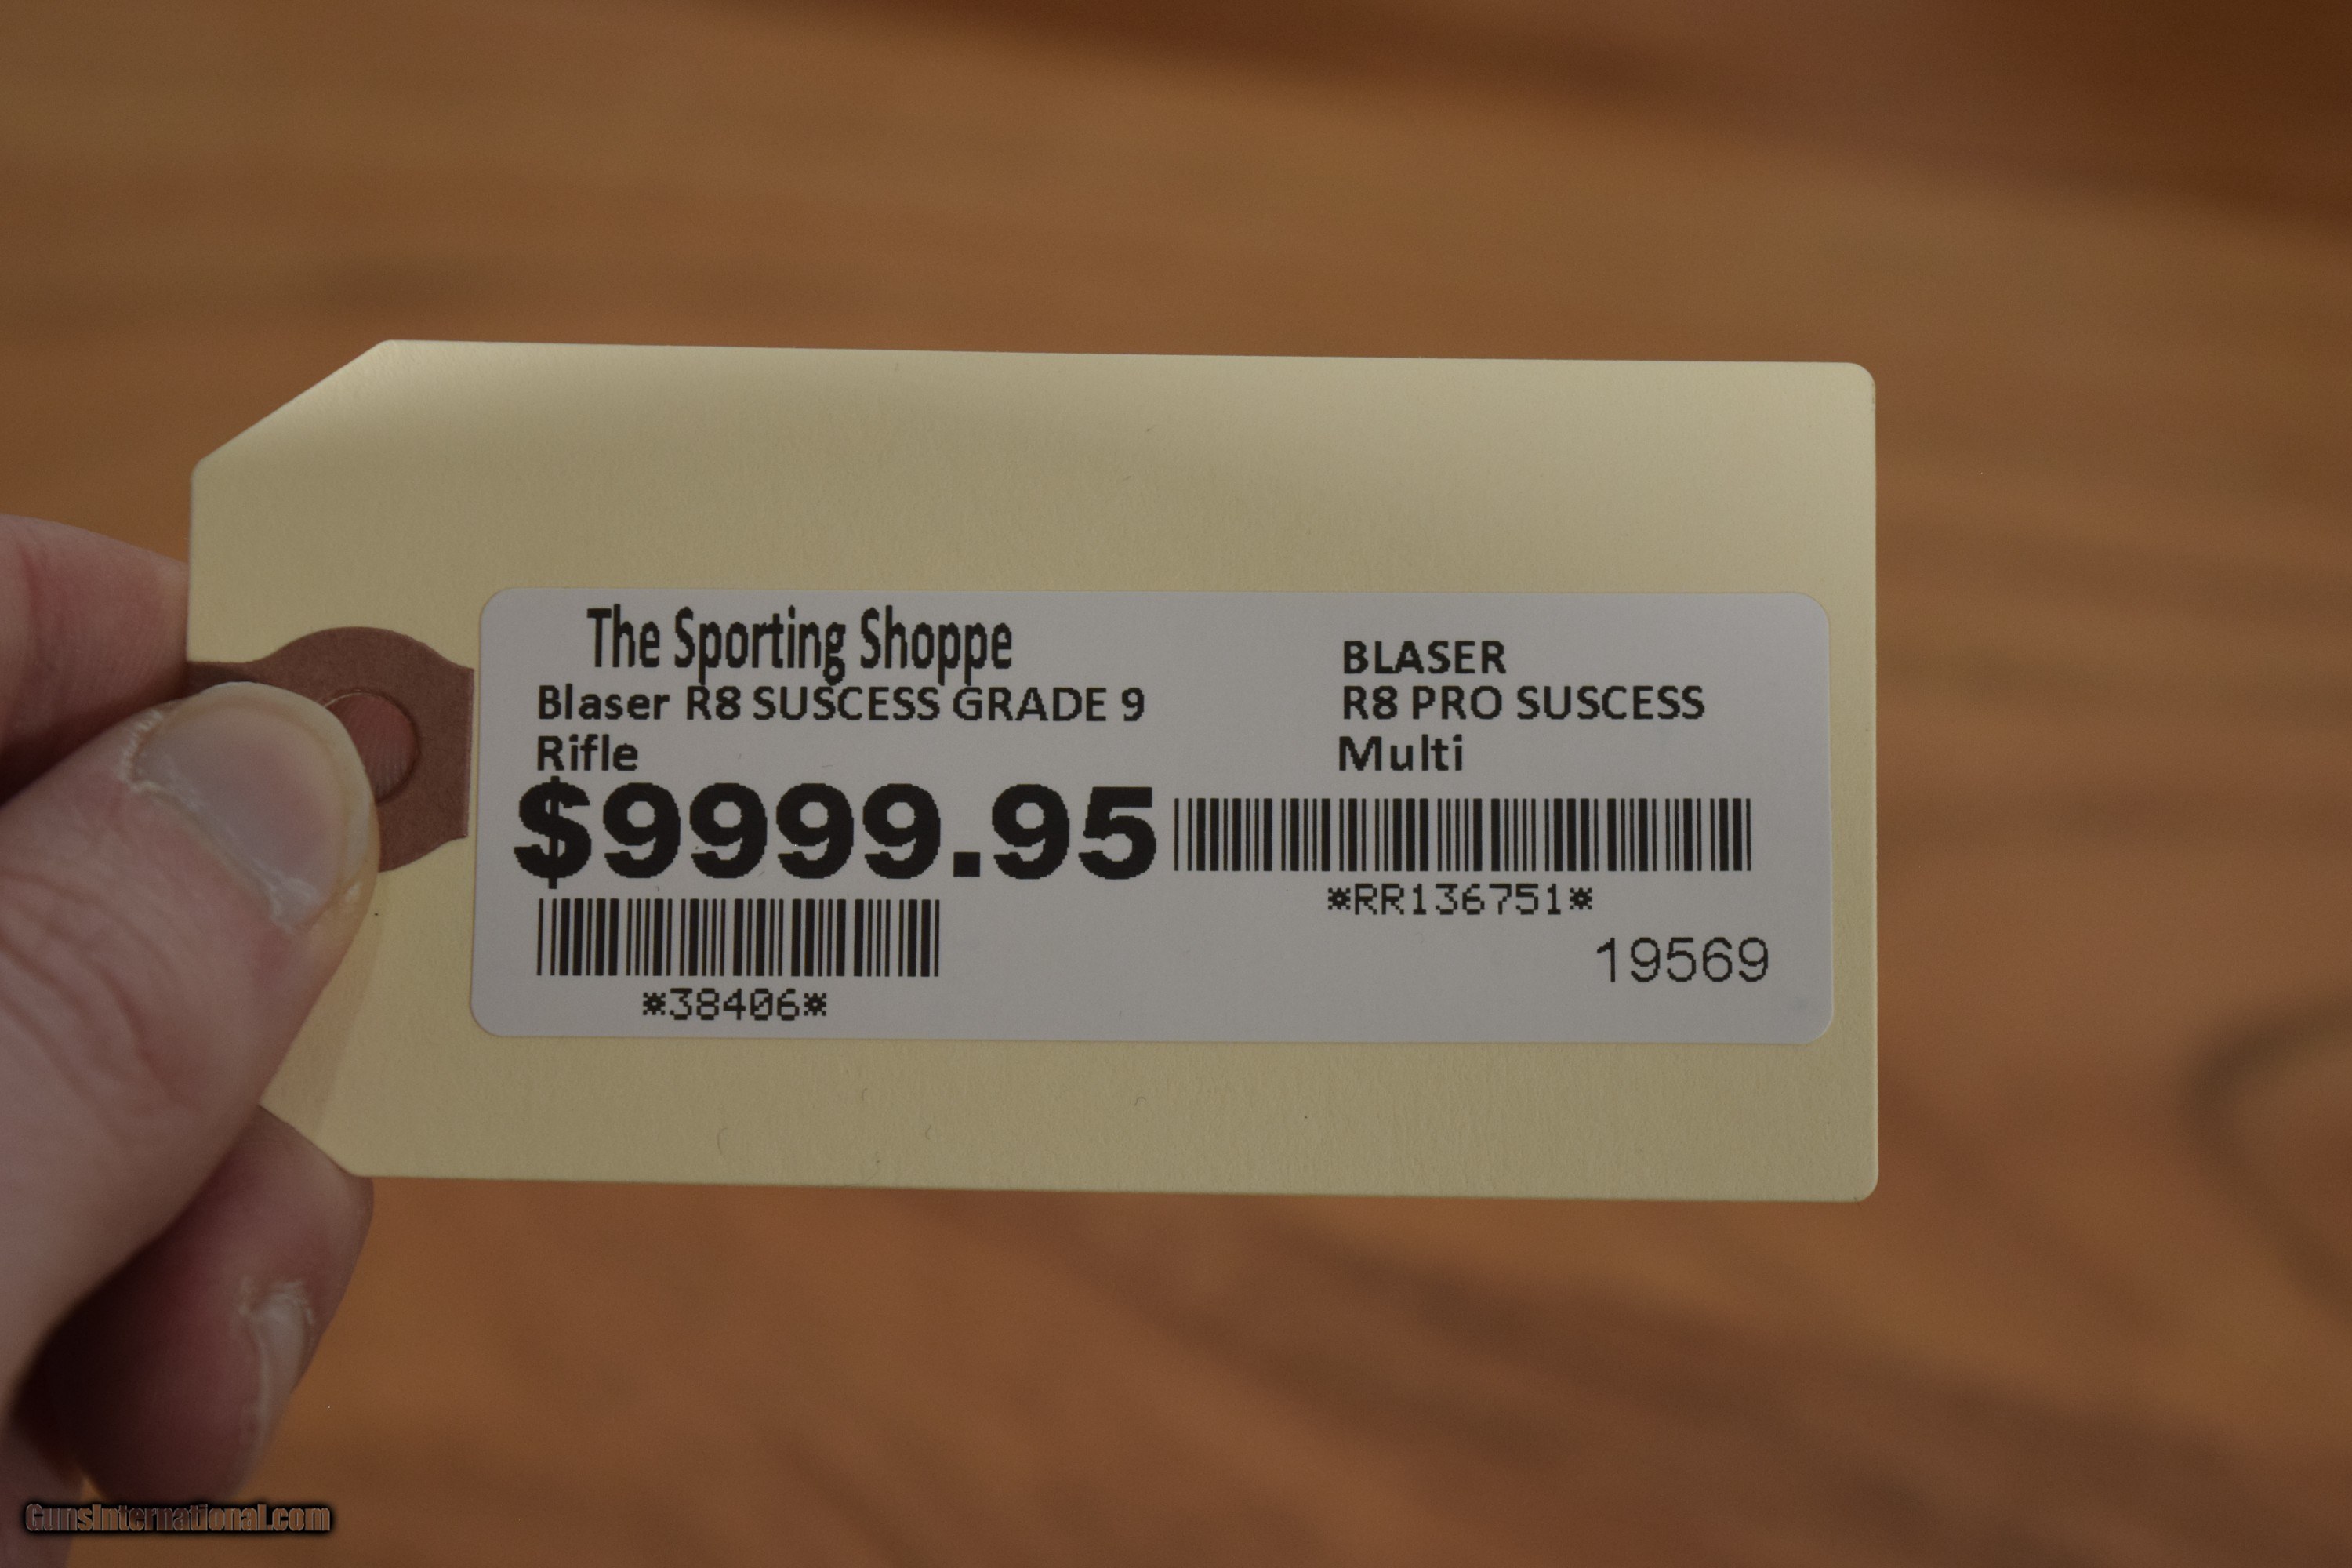 The Sporting Shoppe
Blaser R8 SUSCESS GRADE 9
Rifle
$9999.95
*38406*
BLASER
R8 PRO SUSCESS
Multi
*RR136751*
19569
GunsInternational.com